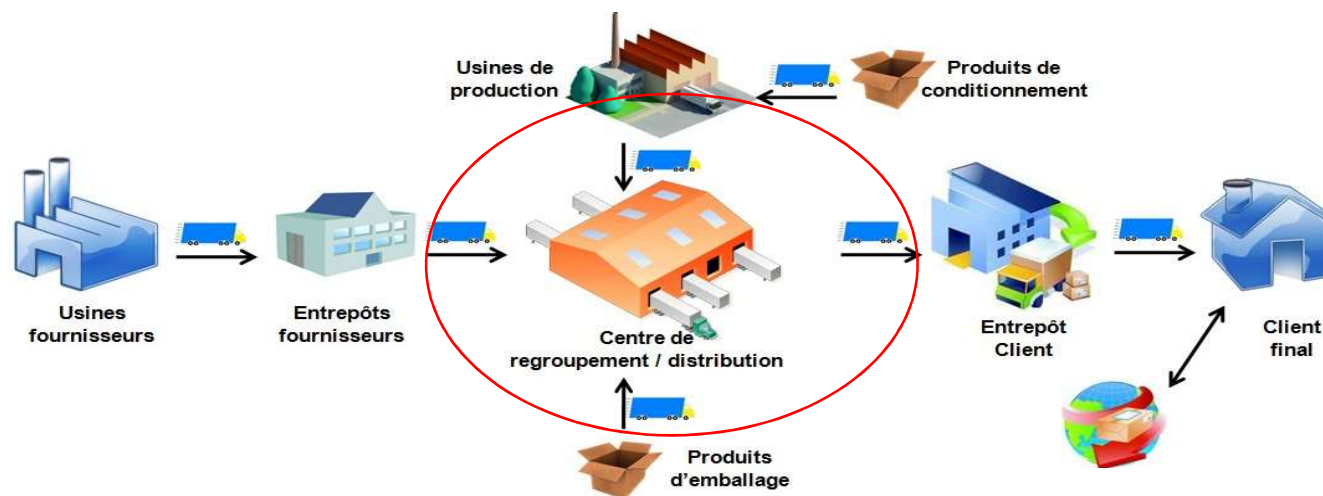 Usines de
production
Produits de
conditionnement
Usines
fournisseurs
Entrepôts
fournisseurs
Centre de
regroupement / distribution
Entrepôt
Client
Client
final
Produits
d'emballage